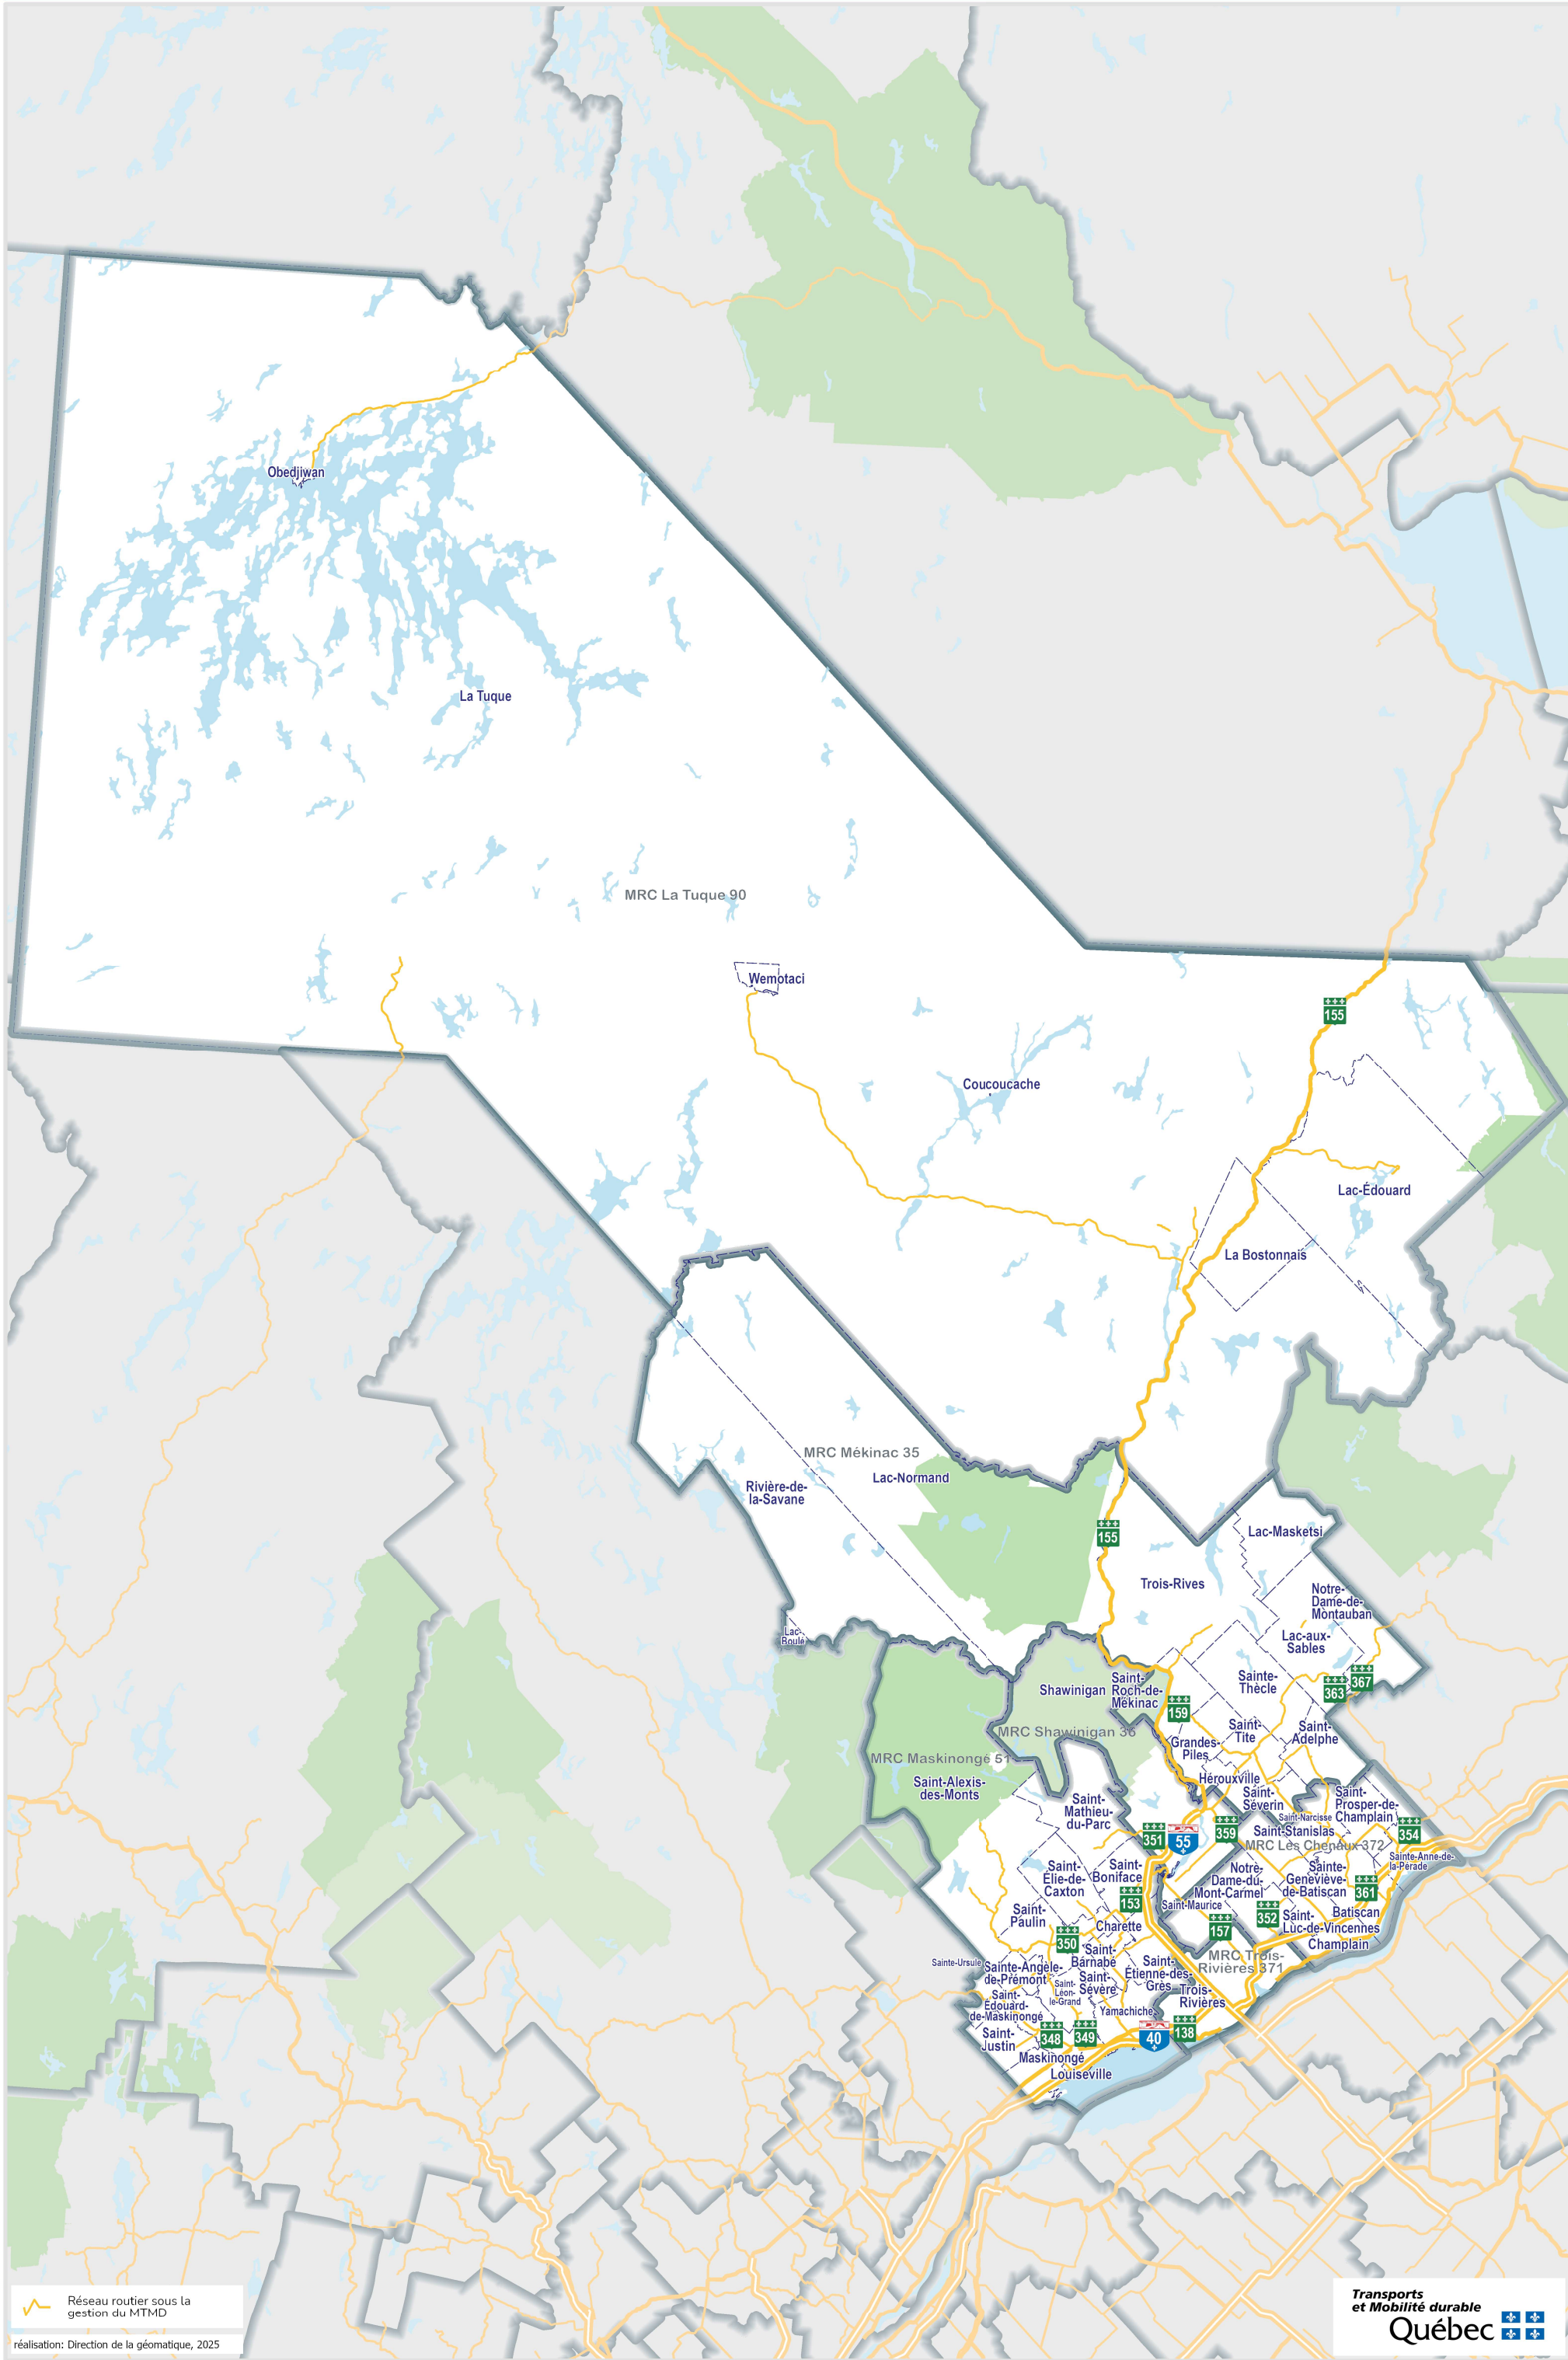 Obedjiwan
La Tuque
MRC La Tuque 90
Wemotaci
155
Coucoucache
Lac-Édouard
La Bostonnais
MRC Mékinac 35
Lac-Normand
Rivière-de-
la-Savane
155
Lac-Masketsi
Trois-Rives
Notre-
Dame-de-
Montauban
Lac-
Boulé
Lac-aux-
Sables
Sainte-
Thècle
363
367
Shawinigan
Saint-
Roch-de-
Mékinac
159
MRC Shawinigan 36
Saint-
Tite
Saint-
Adelphe
Grandes-
Piles
MRC Maskinongé 51
Saint-Alexis-
des-Monts
Hérouxville
Saint-
Séverin
Saint-
Prosper-de-
Champlain
Saint-
Mathieu-
du-Parc
Saint-Narcisse
351
55
359
Saint-Stanislas
354
MRC Les Chenaux 372
Sainte-Anne-de-
la-Pérade
Saint-
Élie-de-
Caxton
Saint-
Boniface
Notre-
Dame-du-
Mont-Carmel
Sainte-
Geneviève-
de-Batiscan
361
153
Saint-Maurice
352
Saint-
Luc-de-Vincennes
Batiscan
Saint-
Paulin
Charette
157
Champlain
350
Saint-
Barnabé
MRC Trois-
Rivières 371
Sainte-Ursule
Sainte-Angèle-
de-Prémont
Saint-
Étienne-des-
Grès
Saint-
Léon-
le-Grand
Saint-
Sévère
Trois-
Rivières
Saint-
Édouard-
de-Maskinongé
Yamachiche
Saint-
Justin
348
349
40
138
Maskinongé
Louiseville
Réseau routier sous la
gestion du MTMD
réalisation: Direction de la géomatique, 2025
Transports
et Mobilité durable
Québec